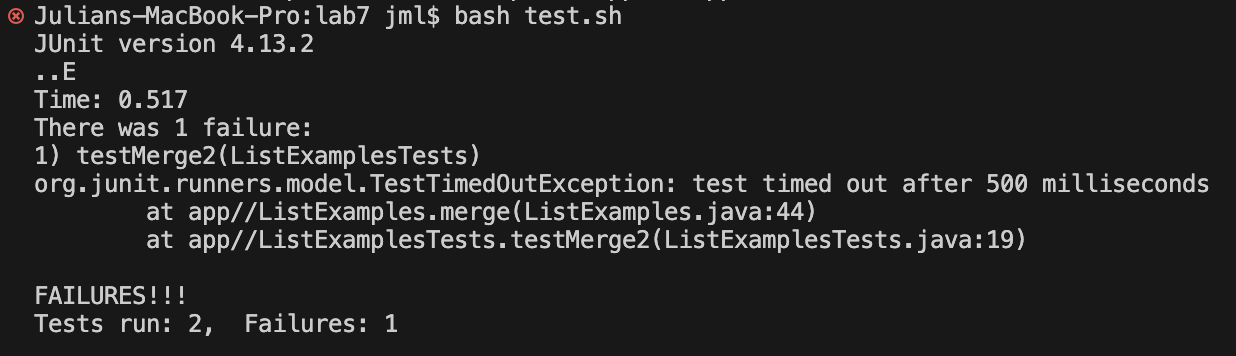 Julians-MacBook-Pro:lab7 jml$ bash test.sh
JUnit version 4.13.2
..E
Time: 0.517
There was 1 failure:
1) testMerge2(ListExamplesTests)
org.junit.runners.model.TestTimedOutException: test timed out after 500 milliseconds
        at app//ListExamples.merge(ListExamples.java:44)
        at app//ListExamplesTests.testMerge2(ListExamplesTests.java:19)

FAILURES!!!
Tests run: 2,  Failures: 1